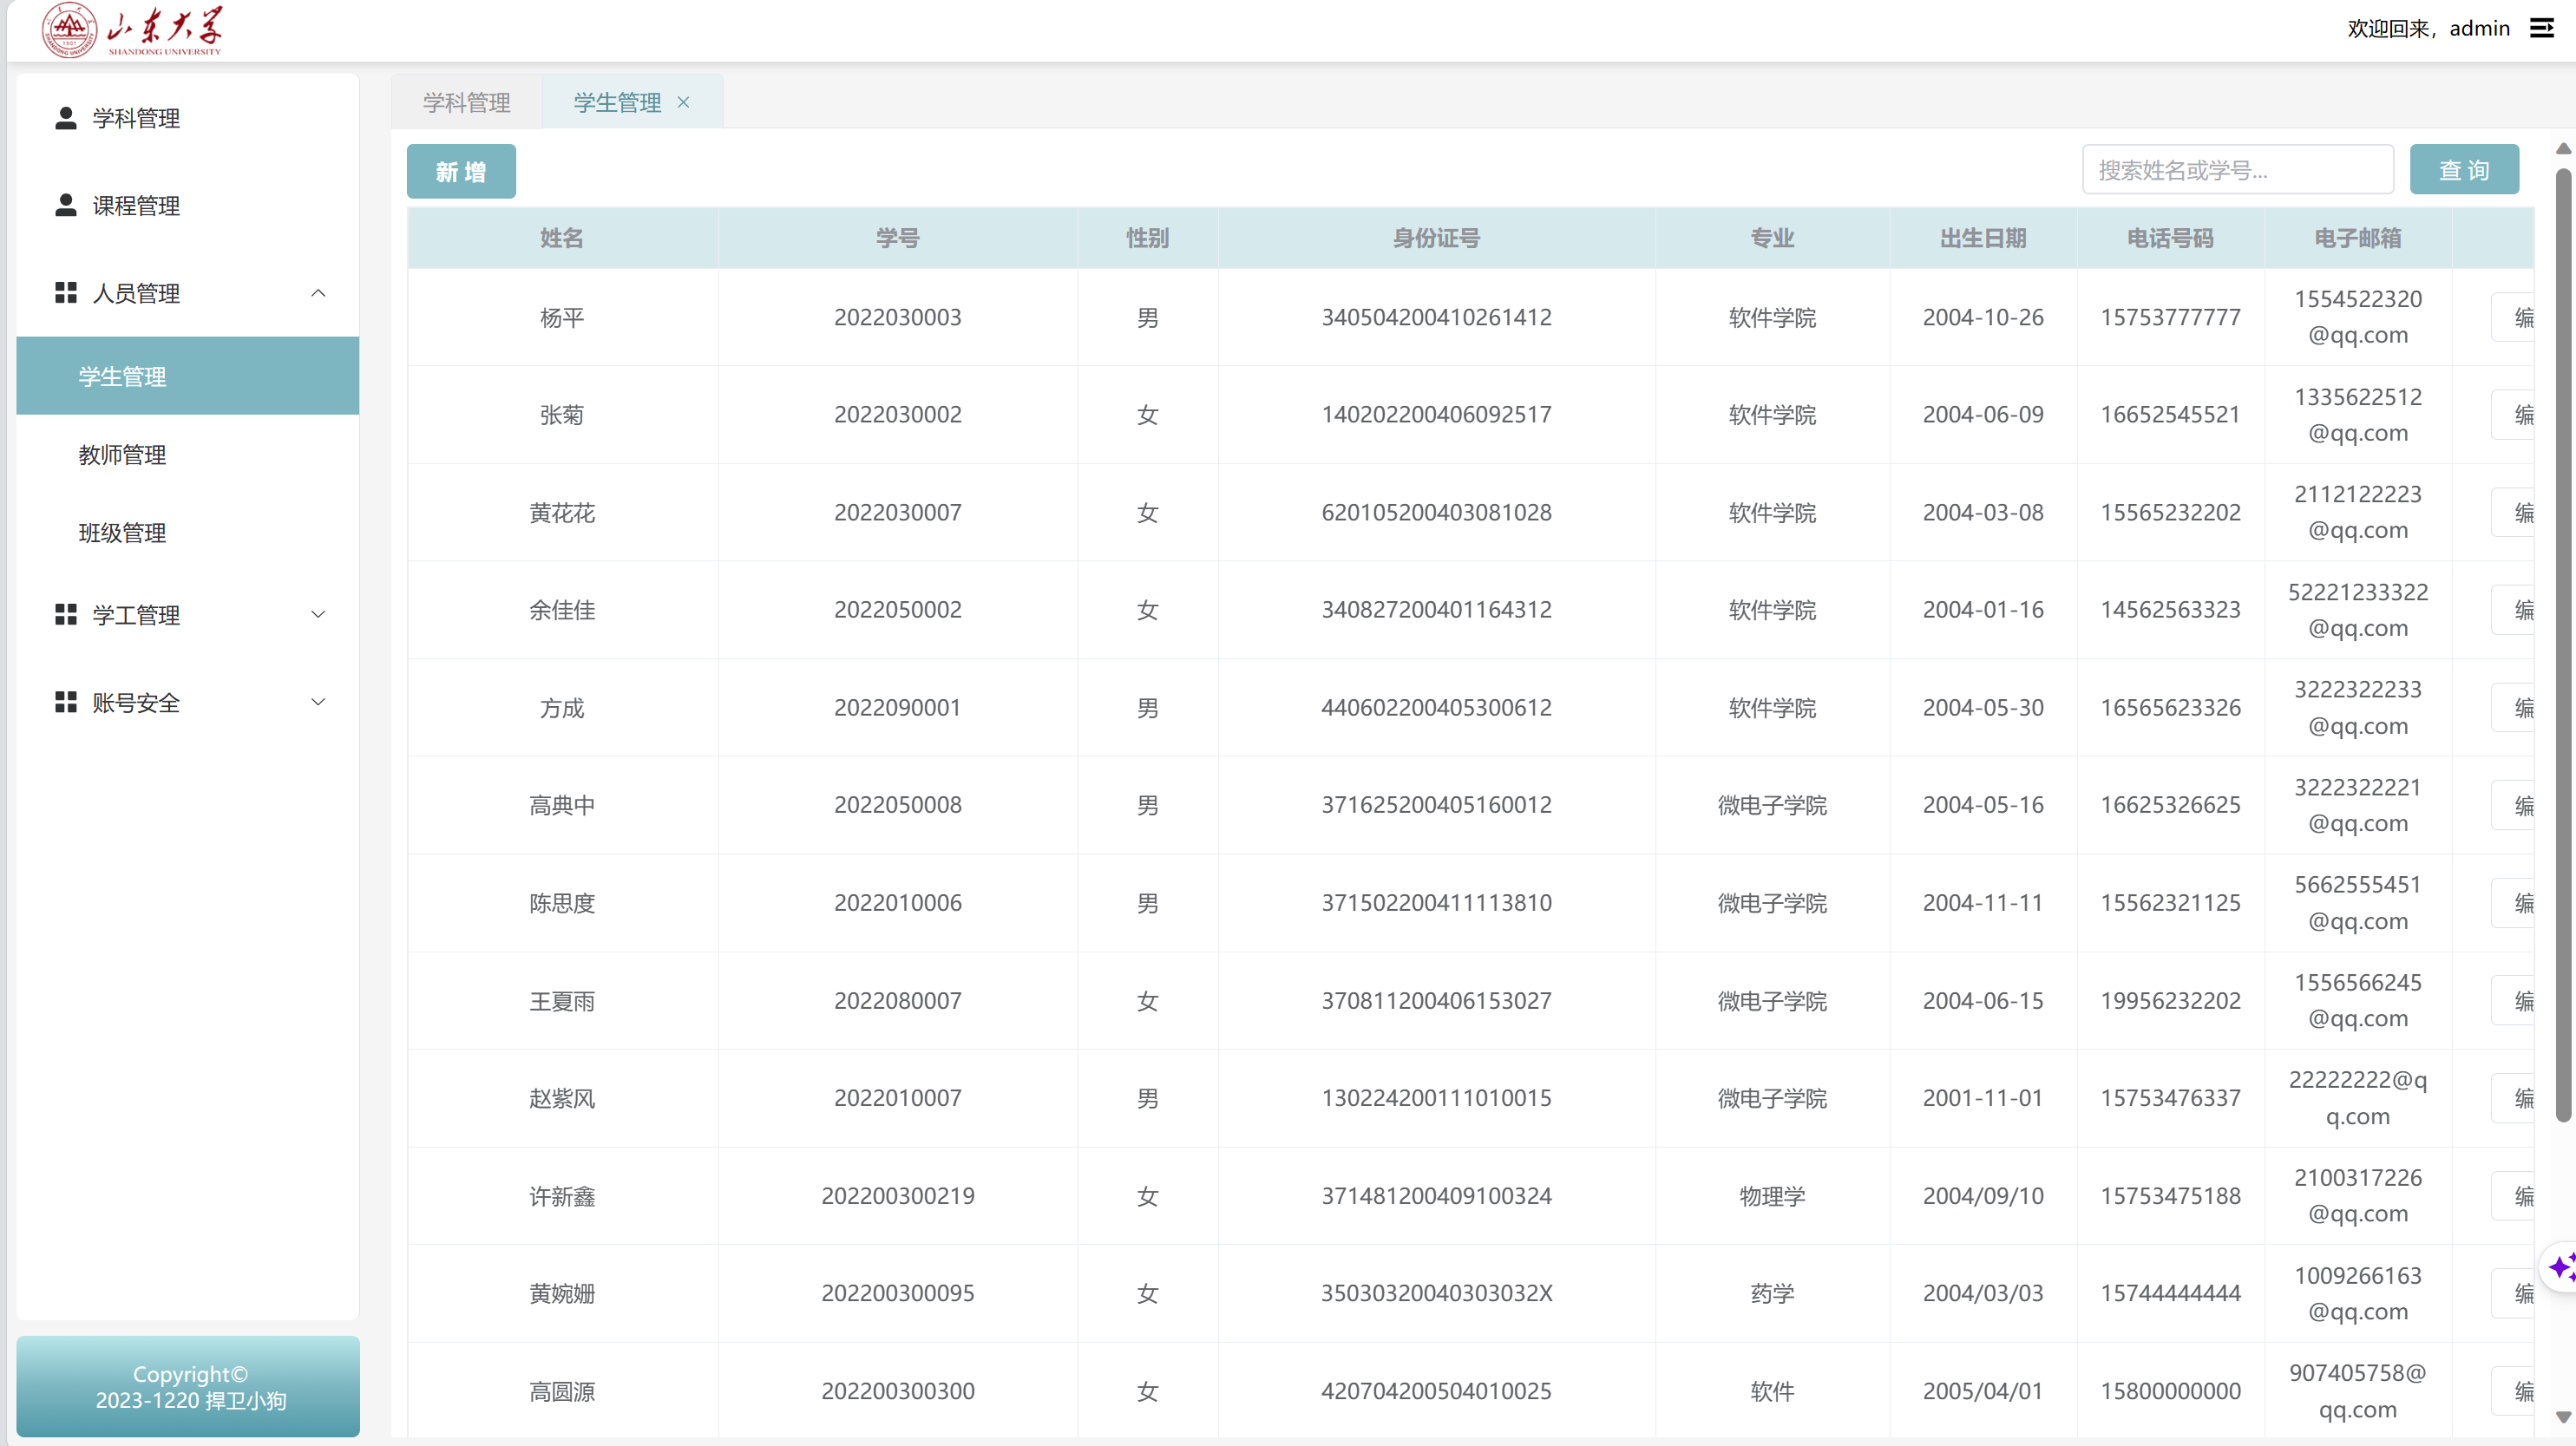 山东大学
SHANDONG UNIVERSITY
欢迎回来，admin
学科管理
课程管理
人员管理
学生管理
教师管理
班级管理
学工管理
账号安全
Copyright©
2023-1220 捍卫小狗
学科管理 学生管理 ×
新 增 搜索姓名或学号... 查 询
姓名 学号 性别 身份证号 专业 出生日期 电话号码 电子邮箱
杨平 2022030003 男 340504200410261412 软件学院 2004-10-26 15753777777 1554522320
@qq.com 编
张菊 2022030002 女 140202200406092517 软件学院 2004-06-09 16652545521 1335622512
@qq.com 编
黄花花 2022030007 女 620105200403081028 软件学院 2004-03-08 15565232202 2112122223
@qq.com 编
余佳佳 2022050002 女 340827200401164312 软件学院 2004-01-16 14562563323 52221233322
@qq.com 编
方成 2022090001 男 440602200405300612 软件学院 2004-05-30 16565623326 3222322233
@qq.com 编
高典中 2022050008 男 371625200405160012 微电子学院 2004-05-16 16625326625 3222322221
@qq.com 编
陈思度 2022010006 男 371502200411113810 微电子学院 2004-11-11 15562321125 5662555451
@qq.com 编
王夏雨 2022080007 女 370811200406153027 微电子学院 2004-06-15 19956232202 1556566245
@qq.com 编
赵紫风 2022010007 男 130224200111010015 微电子学院 2001-11-01 15753476337 22222222@q
q.com 编
许新鑫 202200300219 女 371481200409100324 物理学 2004/09/10 15753475188 2100317226
@qq.com 编
黄婉姗 202200300095 女 35030320040303032X 药学 2004/03/03 15744444444 1009266163
@qq.com 编
高圆源 202200300300 女 420704200504010025 软件 2005/04/01 15800000000 907405758@
qq.com 编